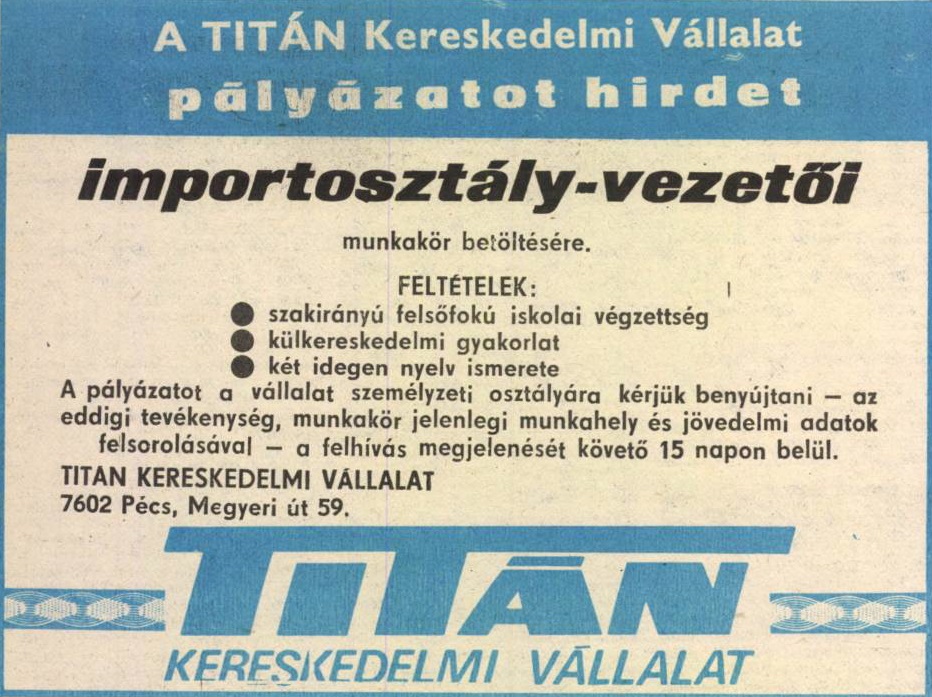 A TITÁN Kereskedelmi Vállalat
pályázatot hirdet
importosztály-vezetői
munkakör betöltésére.
FELTÉTELEK:
● szakirányú felsőfokú iskolai végzettség
● külkereskedelmi gyakorlat
● két idegen nyelv ismerete
A pályázatot a vállalat személyzeti osztályára kérjük benyújtani — az
eddigi tevékenység, munkakör jelenlegi munkahely és jövedelmi adatok
felsorolásával — a felhívás megjelenését követő 15 napon belül.
TITAN KERESKEDELMI VÁLLALAT
7602 Pécs, Megyeri út 59.
TITÁN
KERESKEDELMI VÁLLALAT